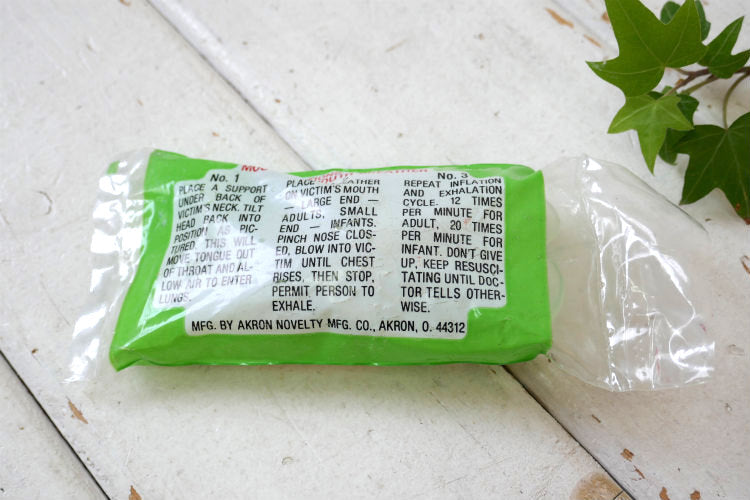 No. 1
PLACE A SUPPORT
UNDER BACK OF
VICTIM'S NECK. TILT
HEAD BACK INTO
POSITION AS PIC-
TURED. THIS WILL
MOVE TONGUE OUT
OF THROAT AND AL-
LOW AIR TO ENTER
LUNGS.
PLACE
ON VICTIM'S MOUTH
— LARGE END —
ADULTS, SMALL
END — INFANTS.
PINCH NOSE CLOS-
ED, BLOW INTO VIC-
TIM UNTIL CHEST
RISES, THEN STOP,
PERMIT PERSON TO
EXHALE.
No. 3
REPEAT INFLATION
AND EXHALATION
CYCLE. 12 TIMES
PER MINUTE FOR
ADULT, 20 TIMES
PER MINUTE FOR
INFANT. DON'T GIVE
UP, KEEP RESUSCI-
TATING UNTIL DOC-
TOR TELLS OTHER-
WISE.
MFG. BY AKRON NOVELTY MFG. CO., AKRON, O. 44312